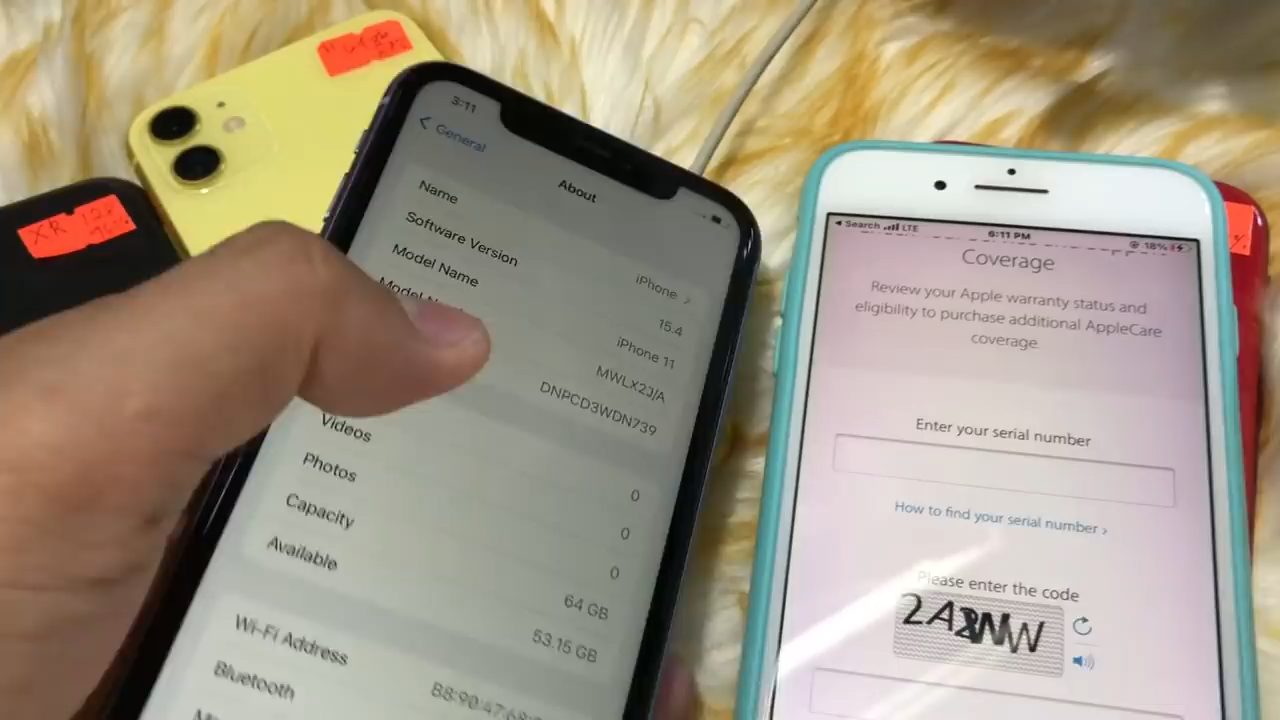 3:11
General
About
Name
iPhone
Software Version
15.4
Model Name
iPhone 11
MWLX2J/A
DNPCD3WDN739
Videos
0
Photos
0
0
Capacity
64 GB
Available
53.15 GB
Wi-Fi Address
Bluetooth
XR
Search LTE
6:11 PM
18%
Coverage
Review your Apple warranty status and
eligibility to purchase additional AppleCare
coverage.
Enter your serial number
How to find your serial number
Please enter the code